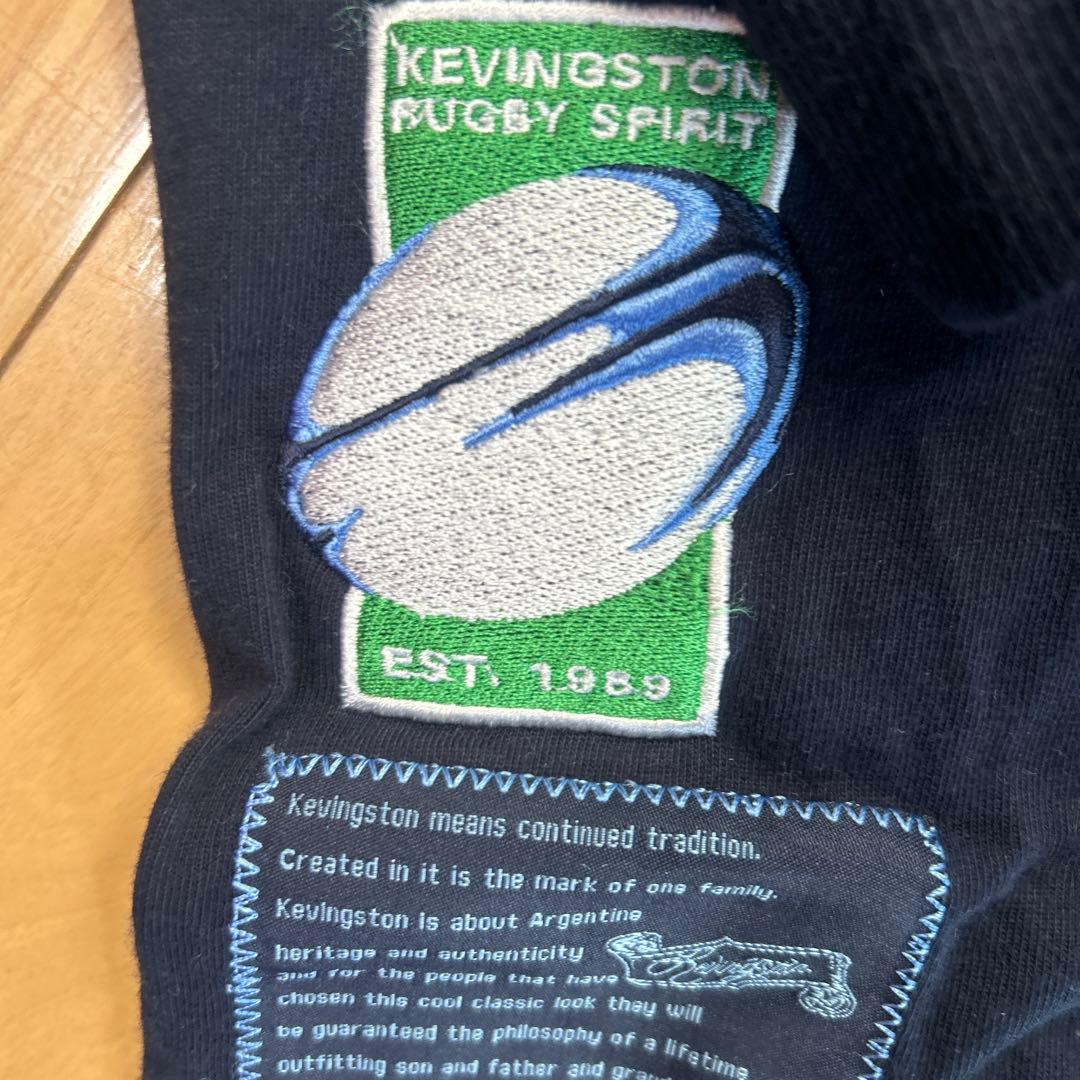 KEVINGSTON
RUGBY SPIRIT
EST. 1989
Kevingston means continued tradition.
Created in it is the mark of one family.
Kevingston is about Argentine
heritage and authenticity
Kevingston
and for the people that have
chosen this cool classic look they will
be guaranteed the philosophy of a lifetime
outfitting son and father and